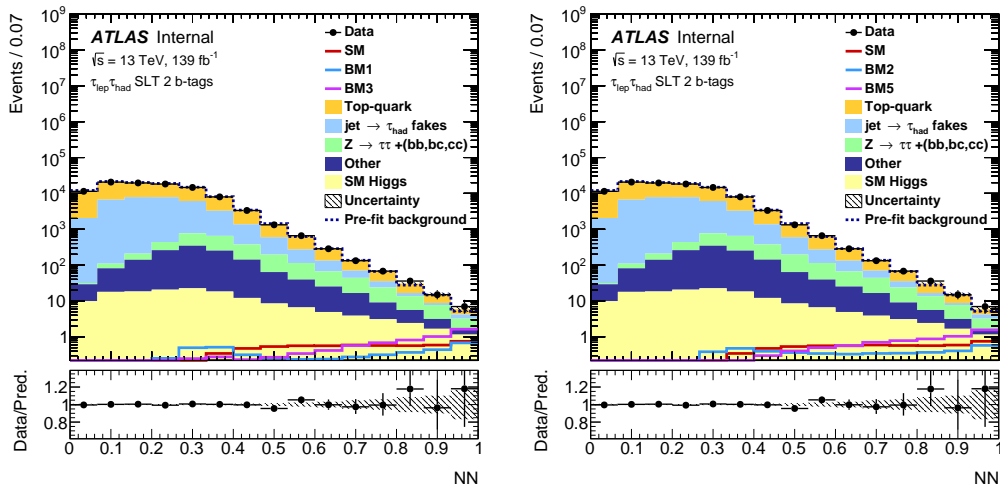 Events / 0.07
10⁹
10⁸
10⁷
10⁶
10⁵
10⁴
10³
10²
10
1
ATLAS Internal
√s = 13 TeV, 139 fb⁻¹
τlepτhad SLT 2 b-tags
Data
SM
BM1
BM3
Top-quark
jet → τhad fakes
Z → ττ +(bb,bc,cc)
Other
SM Higgs
Uncertainty
Pre-fit background
Data/Pred.
1.2
1
0.8
0 0.1 0.2 0.3 0.4 0.5 0.6 0.7 0.8 0.9 1
NN
Events / 0.07
10⁹
10⁸
10⁷
10⁶
10⁵
10⁴
10³
10²
10
1
ATLAS Internal
√s = 13 TeV, 139 fb⁻¹
τlepτhad SLT 2 b-tags
Data
SM
BM2
BM5
Top-quark
jet → τhad fakes
Z → ττ +(bb,bc,cc)
Other
SM Higgs
Uncertainty
Pre-fit background
Data/Pred.
1.2
1
0.8
0 0.1 0.2 0.3 0.4 0.5 0.6 0.7 0.8 0.9 1
NN